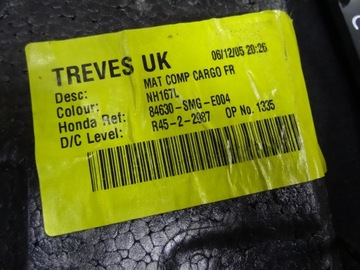 TREVES UK 06/12/05 20:26
Desc: MAT COMP CARGO FR
Colour: NH167L
Honda Ref: 84630-SMG-E004
D/C Level: R45-2-2987 OP No. 1335